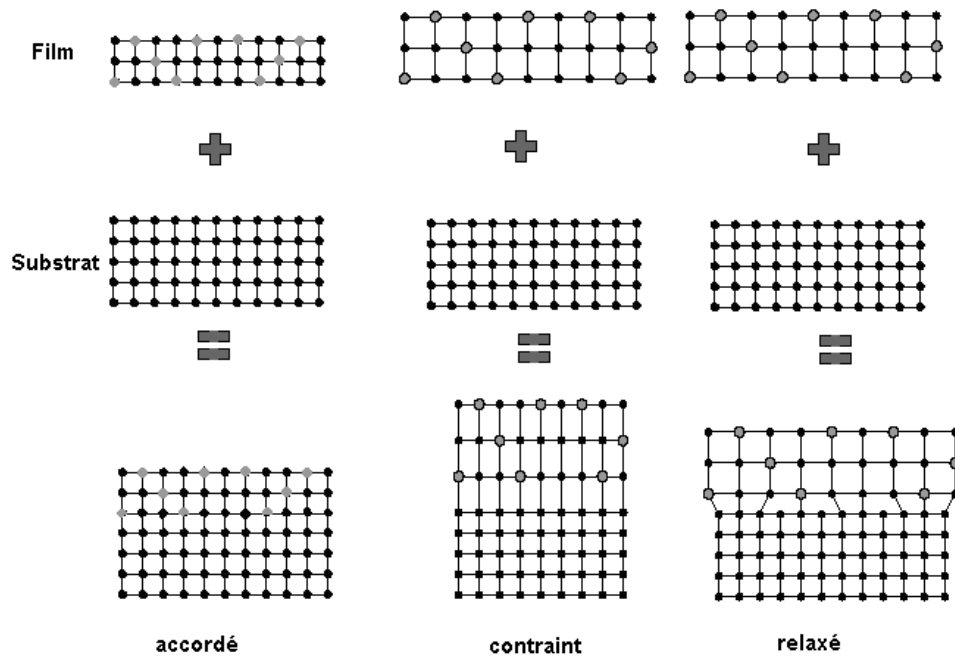 Film
Substrat
accordé
contraint
relaxé